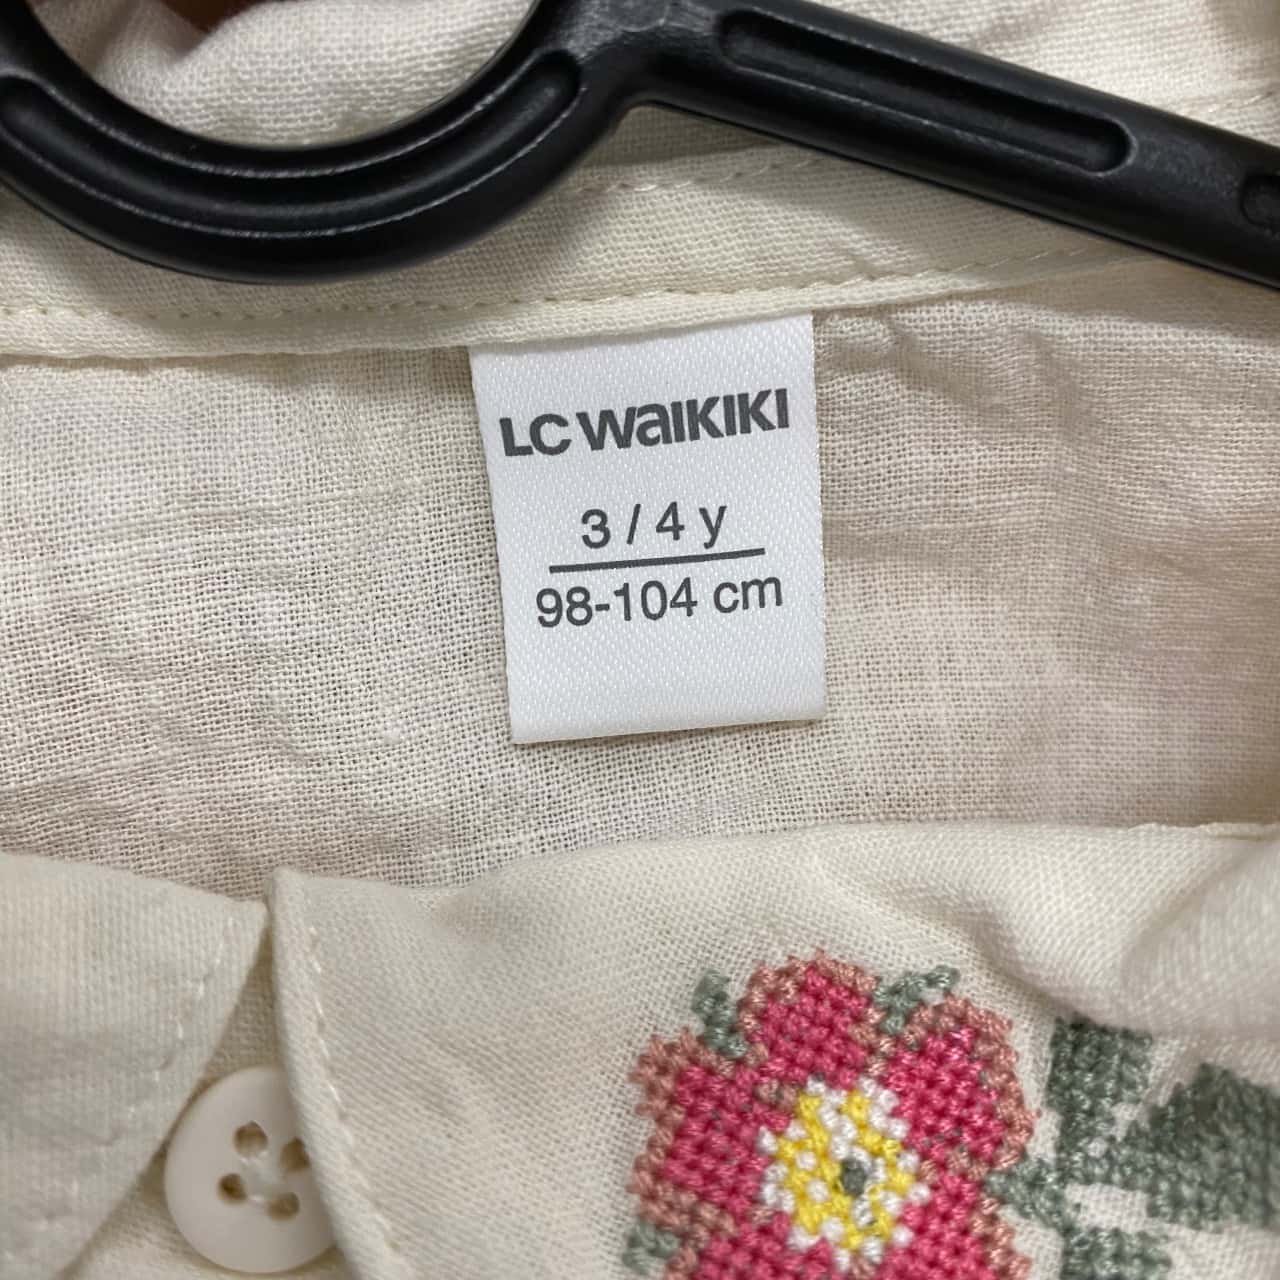 LC WAIKIKI
3 / 4 y
98-104 cm